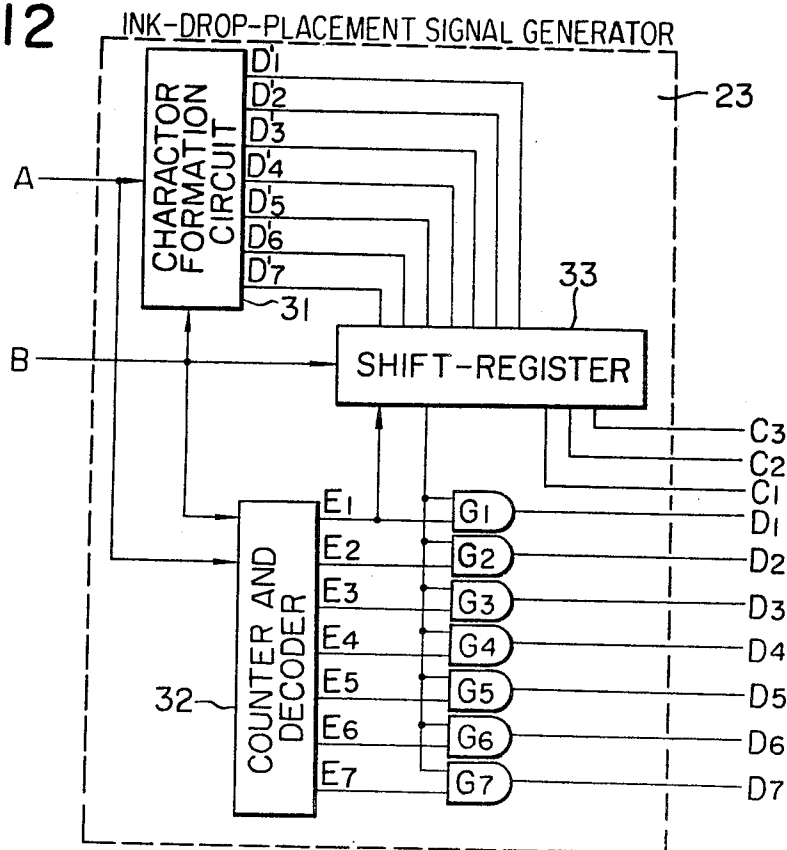 12
INK-DROP-PLACEMENT SIGNAL GENERATOR
23
A
B
CHARACTOR
FORMATION
CIRCUIT
31
D'1
D'2
D'3
D'4
D'5
D'6
D'7
33
SHIFT-REGISTER
C3
C2
C1
COUNTER AND
DECODER
32
E1
E2
E3
E4
E5
E6
E7
G1
G2
G3
G4
G5
G6
G7
D1
D2
D3
D4
D5
D6
D7